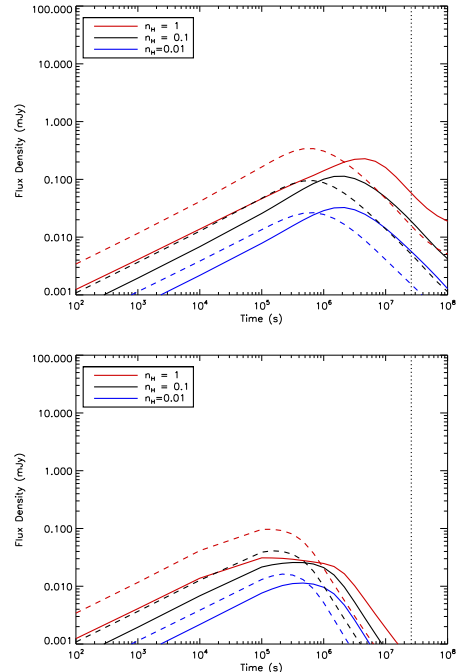 100.000
10.000
1.000
0.100
0.010
0.001
Flux Density (mJy)
n_H = 1
n_H = 0.1
n_H=0.01
10^2 10^3 10^4 10^5 10^6 10^7 10^8
Time (s)
100.000
10.000
1.000
0.100
0.010
0.001
Flux Density (mJy)
n_H = 1
n_H = 0.1
n_H=0.01
10^2 10^3 10^4 10^5 10^6 10^7 10^8
Time (s)